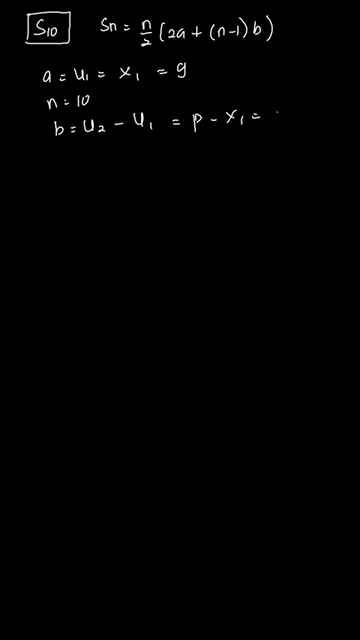 S10 Sn = n/2 (2a + (n-1) b)
a = U1 = x1 = 9
n = 10
b = U2 - U1 = p - x1 =